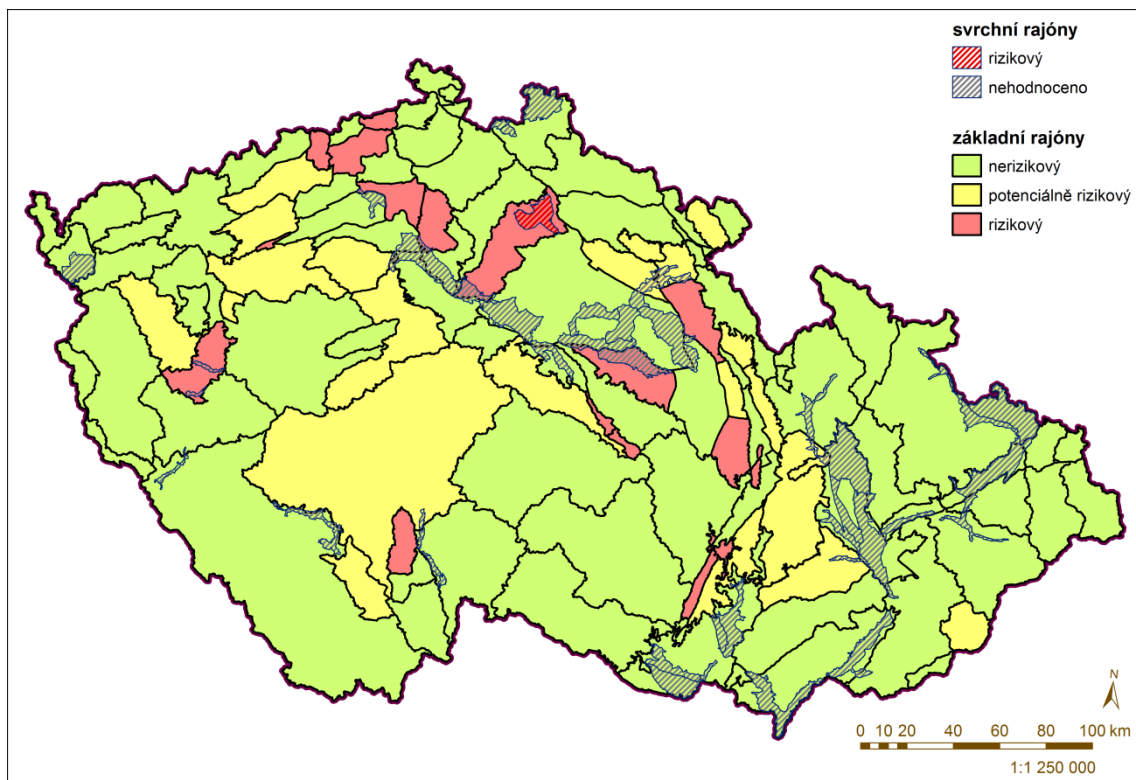 svrchní rajóny
rizikový
nehodnoceno
základní rajóny
nerizikový
potenciálně rizikový
rizikový
N
0 10 20 40 60 80 100 km
1:1 250 000